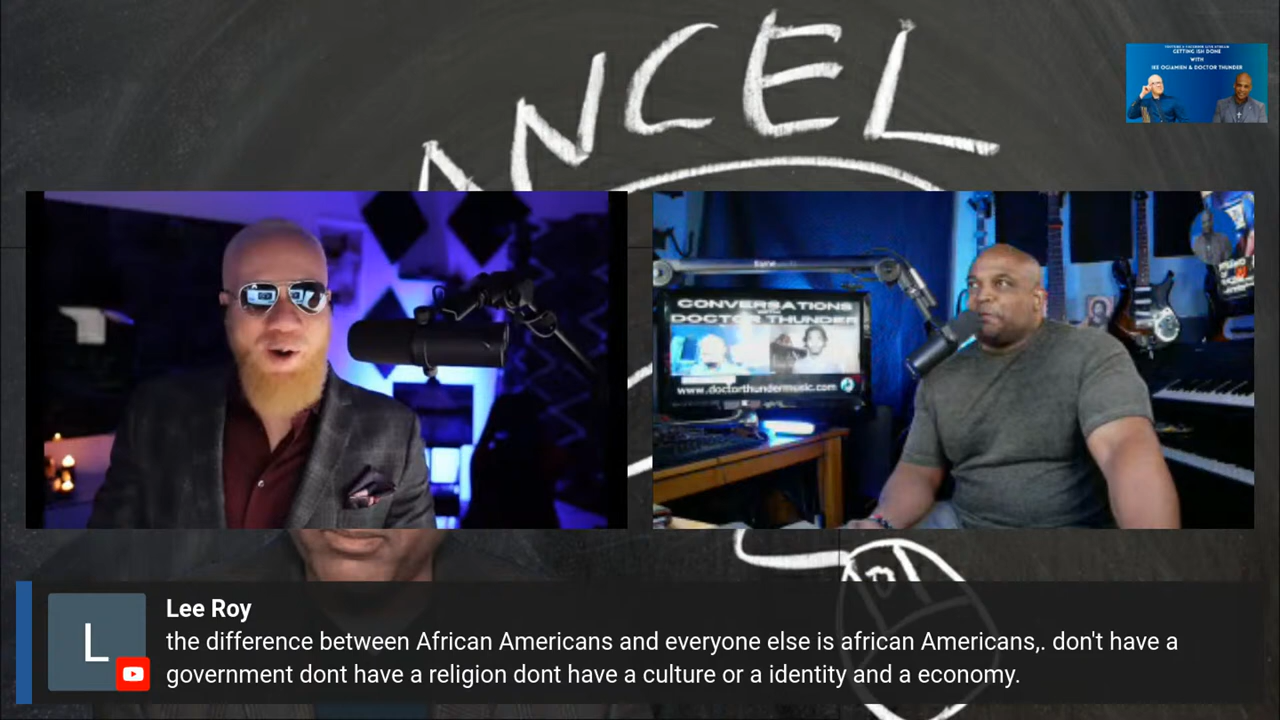 ANCEL
GETTING ISH DONE
WITH
IKE OGIAMIEN & DOCTOR THUNDER
CONVERSATIONS
DOCTOR THUNDER
www.doctorthundermusic.com
L
Lee Roy
the difference between African Americans and everyone else is african Americans,. don't have a
government dont have a religion dont have a culture or a identity and a economy.